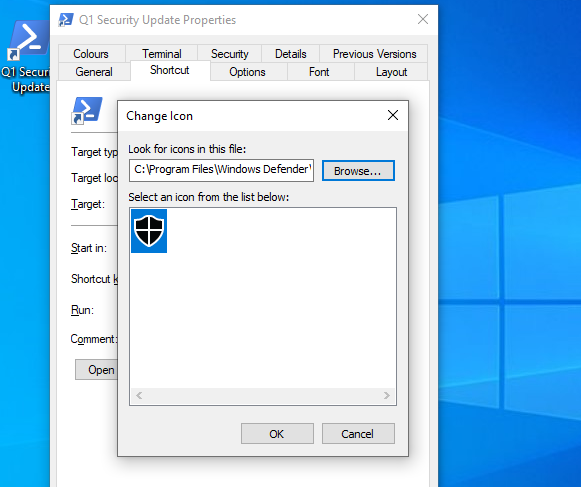 Q1 Security Update Properties
Colours Terminal Security Details Previous Versions
General Shortcut Options Font Layout
Q1 Securi
Update
Change Icon
Look for icons in this file:
C:\Program Files\Windows Defender\
Browse...
Select an icon from the list below:
Target typ
Target loc
Target:
Start in:
Shortcut k
Run:
Comment:
Open
OK Cancel